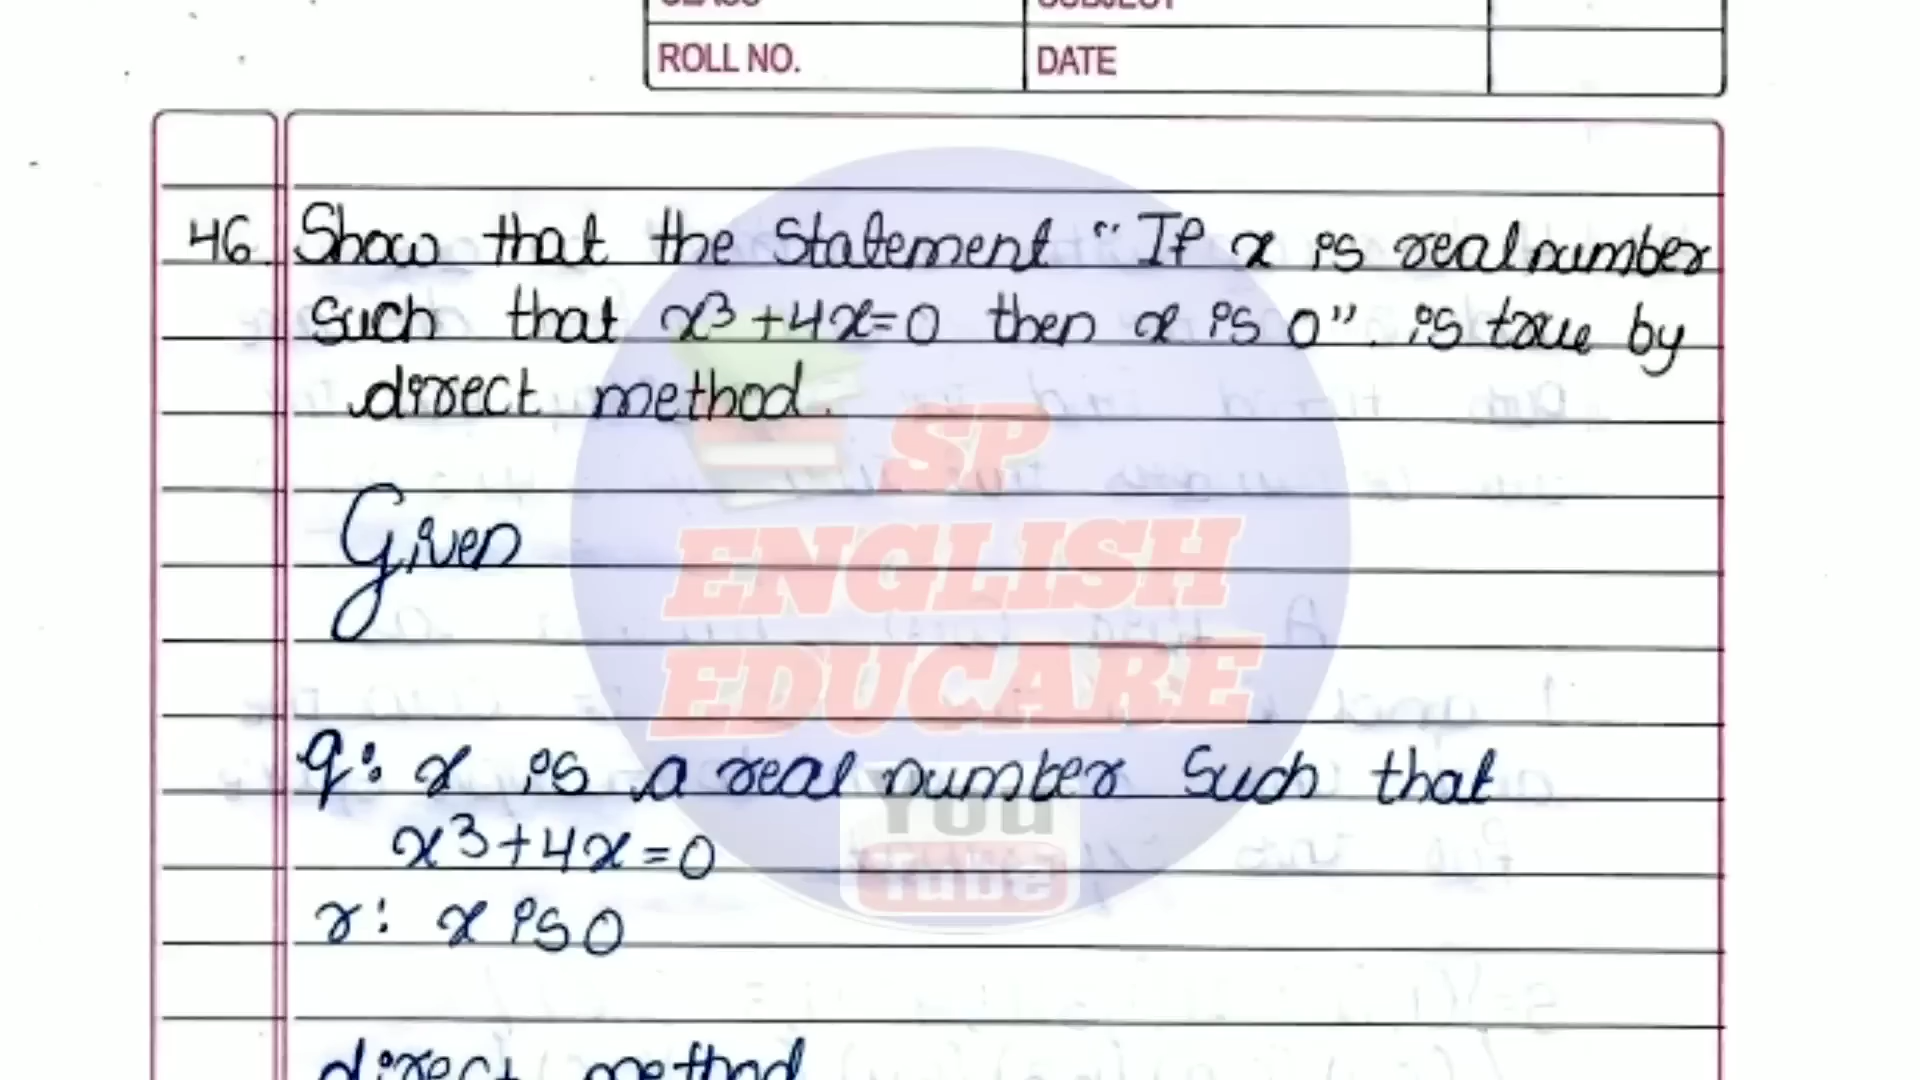 CLASS SUBJECT
ROLL NO. DATE
46. Show that the statement "If x is real number
such that x³+4x=0 then x is 0". is true by
direct method.
Given
q: x is a real number such that
x³+4x=0
r: x is 0
direct method
SP
ENGLISH
EDUCARE
You
Tube